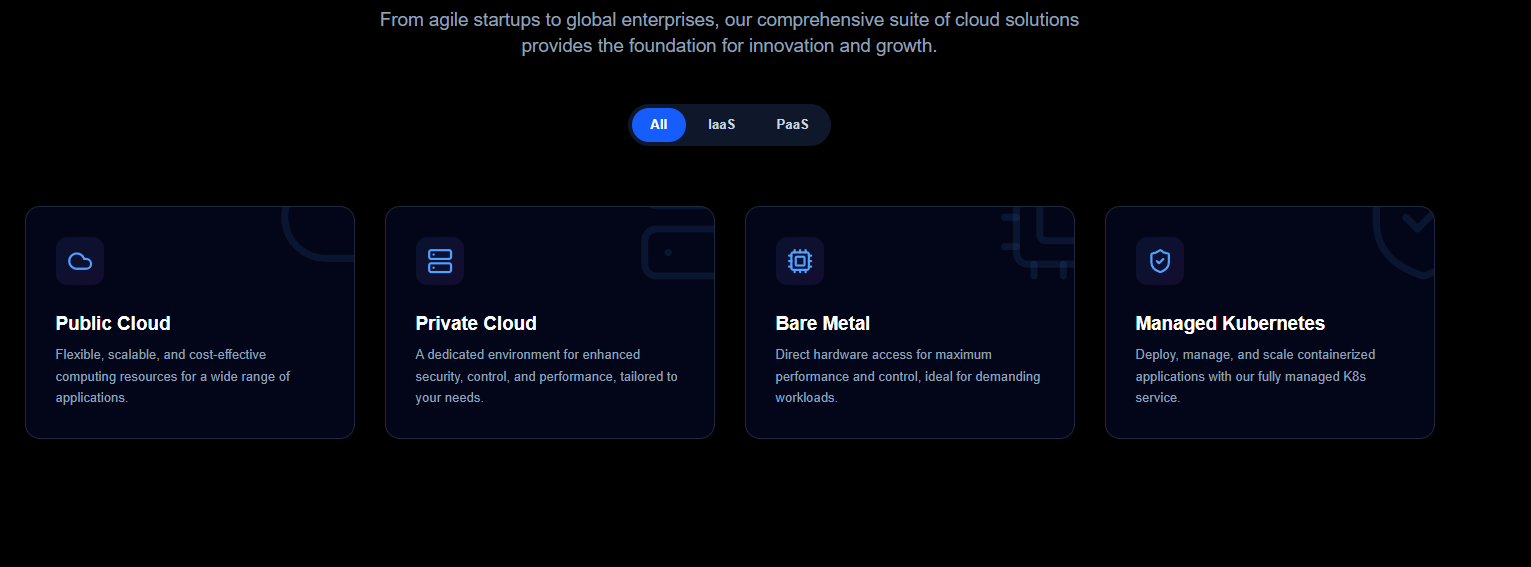 From agile startups to global enterprises, our comprehensive suite of cloud solutions
provides the foundation for innovation and growth.
All
IaaS
PaaS
Public Cloud
Flexible, scalable, and cost-effective
computing resources for a wide range of
applications.
Private Cloud
A dedicated environment for enhanced
security, control, and performance, tailored to
your needs.
Bare Metal
Direct hardware access for maximum
performance and control, ideal for demanding
workloads.
Managed Kubernetes
Deploy, manage, and scale containerized
applications with our fully managed K8s
service.